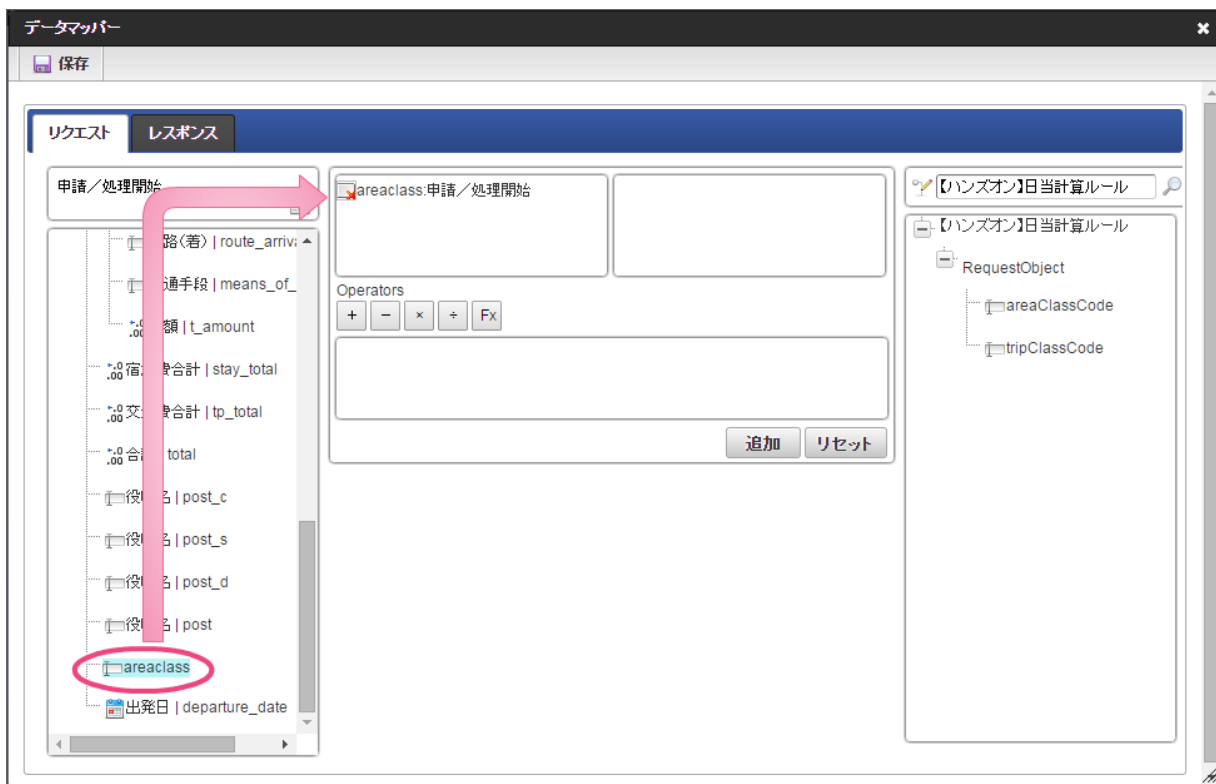 データマッパー
保存
リクエスト
レスポンス
申請／処理開始
路(着) | route_arriv
通手段 | means_of_
額 | t_amount
宿 費合計 | stay_total
交 費合計 | tp_total
合 total
役 名 | post_c
役 名 | post_s
役 名 | post_d
役 名 | post
areaclass
出発日 | departure_date
areaclass:申請／処理開始
Operators
+ − × ÷ Fx
追加 リセット
【ハンズオン】日当計算ルール
【ハンズオン】日当計算ルール
RequestObject
areaClassCode
tripClassCode